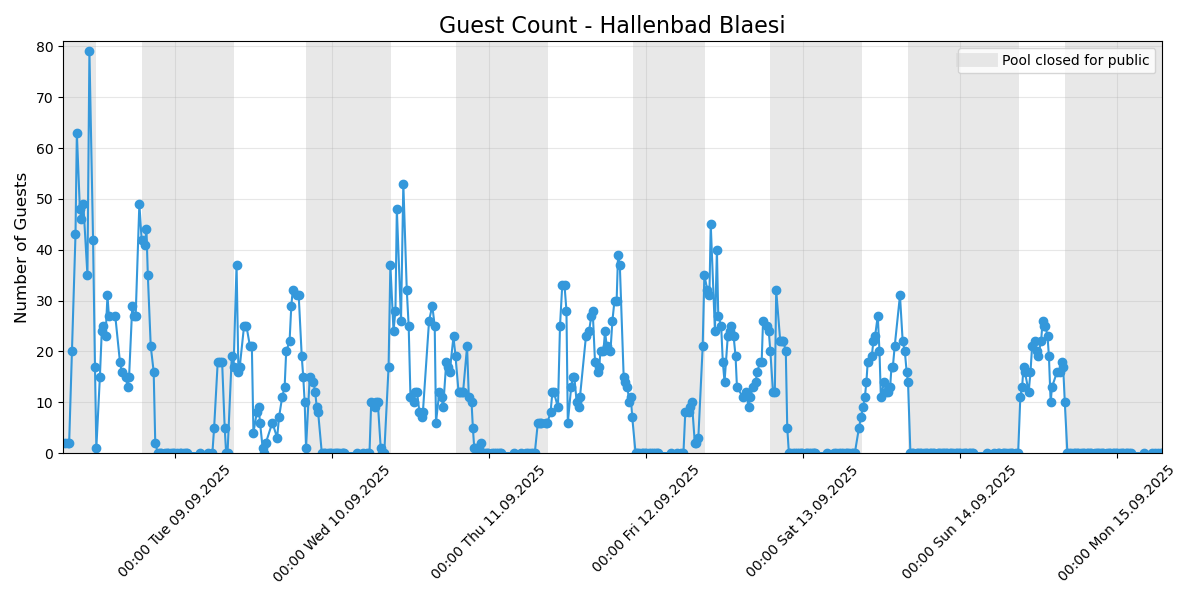 Guest Count - Hallenbad Blaesi
Pool closed for public
Number of Guests
80
70
60
50
40
30
20
10
0
00:00 Tue 09.09.2025
00:00 Wed 10.09.2025
00:00 Thu 11.09.2025
00:00 Fri 12.09.2025
00:00 Sat 13.09.2025
00:00 Sun 14.09.2025
00:00 Mon 15.09.2025